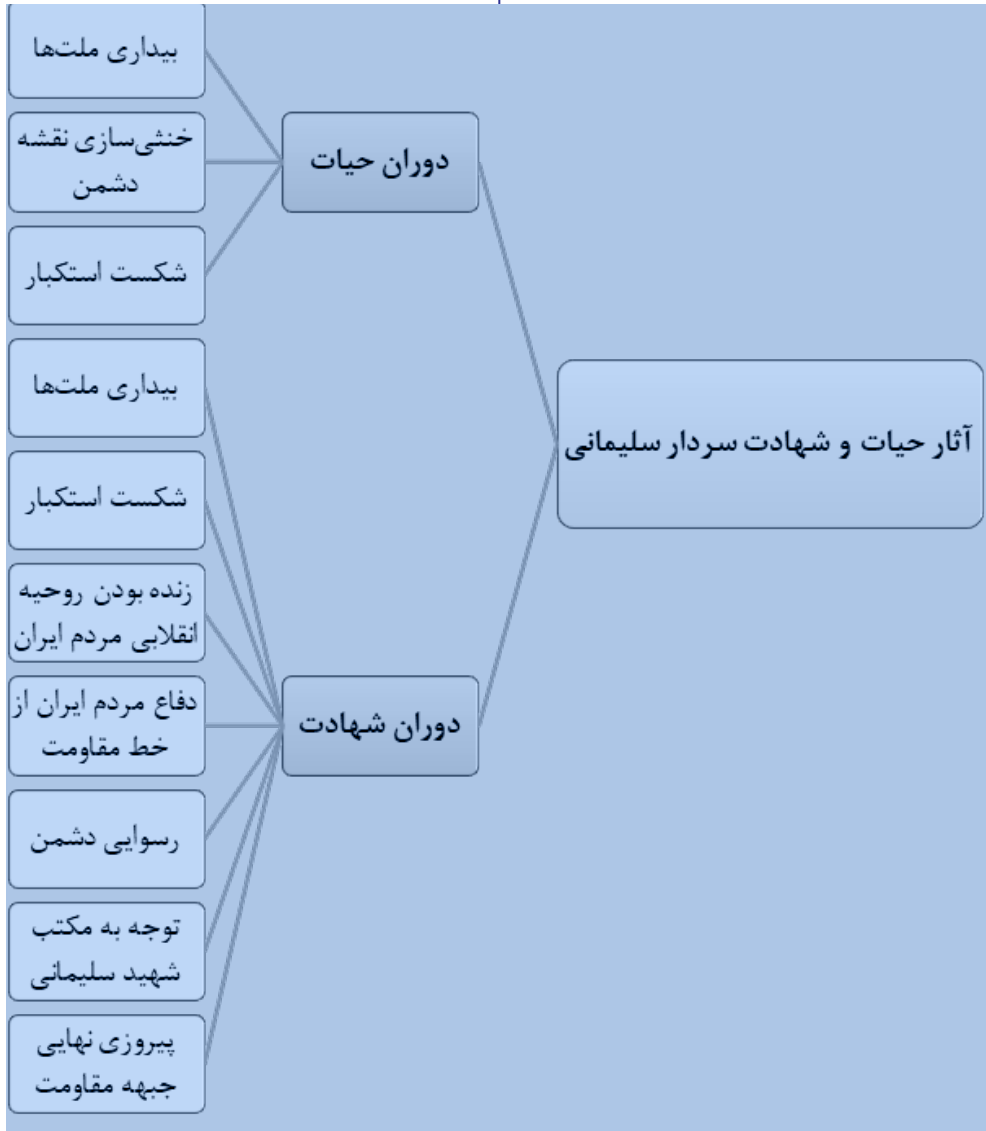 آثار حیات و شهادت سردار سلیمانی
دوران حیات
بیداری ملت‌ها
خنثی‌سازی نقشه
دشمن
شکست استکبار
دوران شهادت
بیداری ملت‌ها
شکست استکبار
زنده بودن روحیه
انقلابی مردم ایران
دفاع مردم ایران از
خط مقاومت
رسوایی دشمن
توجه به مکتب
شهید سلیمانی
پیروزی نهایی
جبهه مقاومت